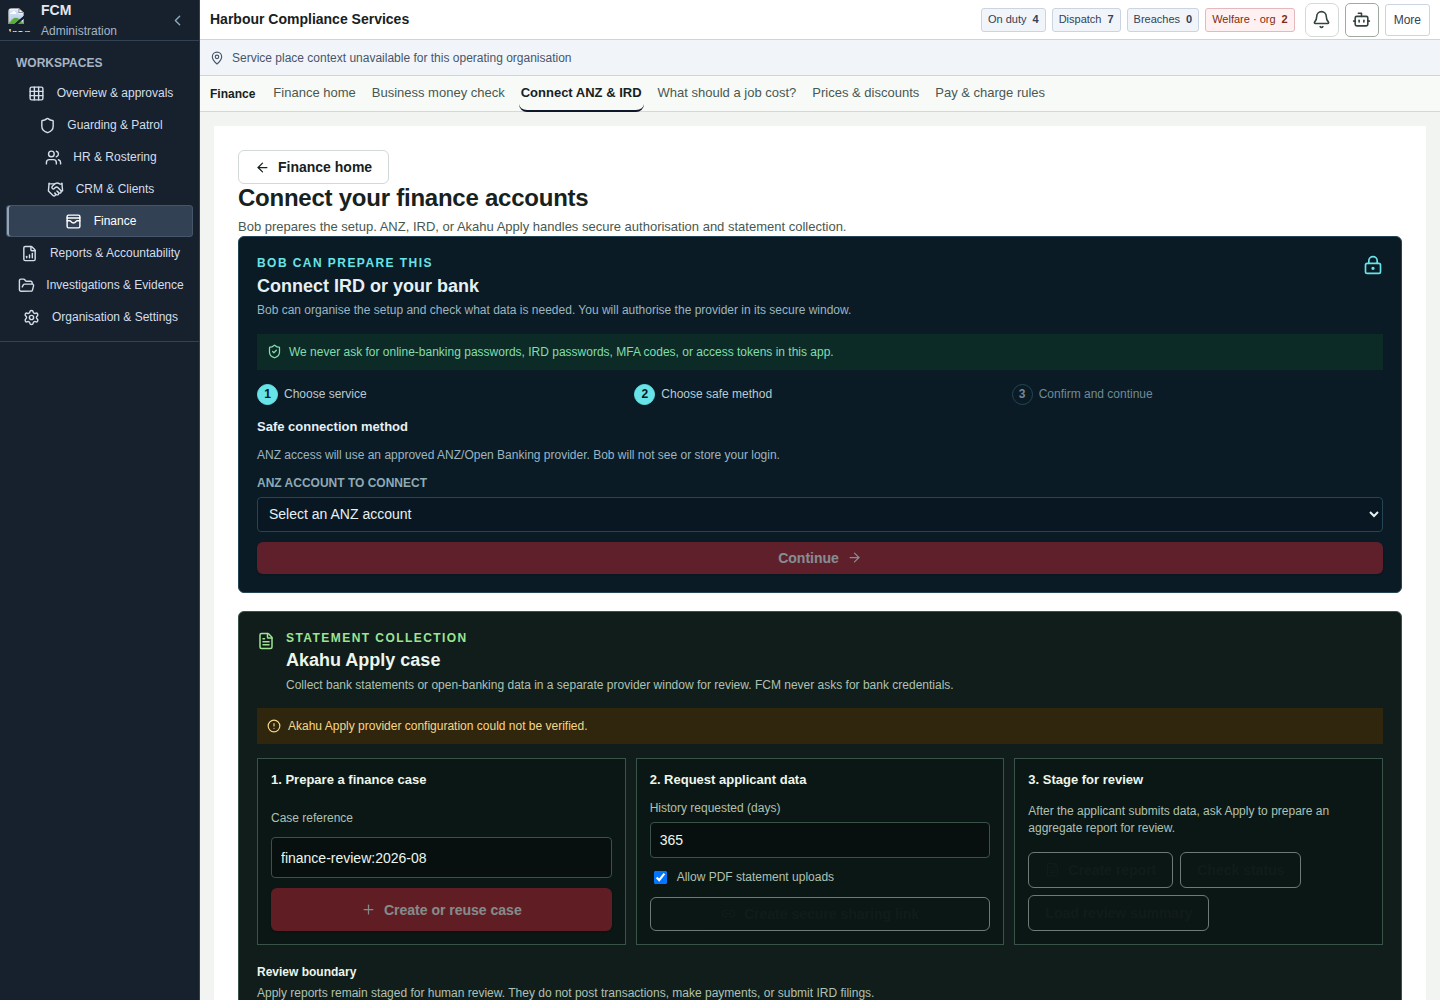 FCM
Administration
Harbour Compliance Services
On duty 4
Dispatch 7
Breaches 0
Welfare · org 2
More
Service place context unavailable for this operating organisation
WORKSPACES
Overview & approvals
Guarding & Patrol
HR & Rostering
CRM & Clients
Finance
Reports & Accountability
Investigations & Evidence
Organisation & Settings
Finance
Finance home
Business money check
Connect ANZ & IRD
What should a job cost?
Prices & discounts
Pay & charge rules
Finance home
Connect your finance accounts
Bob prepares the setup. ANZ, IRD, or Akahu Apply handles secure authorisation and statement collection.
BOB CAN PREPARE THIS
Connect IRD or your bank
Bob can organise the setup and check what data is needed. You will authorise the provider in its secure window.
We never ask for online-banking passwords, IRD passwords, MFA codes, or access tokens in this app.
1 Choose service
2 Choose safe method
3 Confirm and continue
Safe connection method
ANZ access will use an approved ANZ/Open Banking provider. Bob will not see or store your login.
ANZ ACCOUNT TO CONNECT
Select an ANZ account
Continue
STATEMENT COLLECTION
Akahu Apply case
Collect bank statements or open-banking data in a separate provider window for review. FCM never asks for bank credentials.
Akahu Apply provider configuration could not be verified.
1. Prepare a finance case
Case reference
finance-review:2026-08
Create or reuse case
2. Request applicant data
History requested (days)
365
Allow PDF statement uploads
Create secure sharing link
3. Stage for review
After the applicant submits data, ask Apply to prepare an
aggregate report for review.
Create report
Check status
Load review summary
Review boundary
Apply reports remain staged for human review. They do not post transactions, make payments, or submit IRD filings.